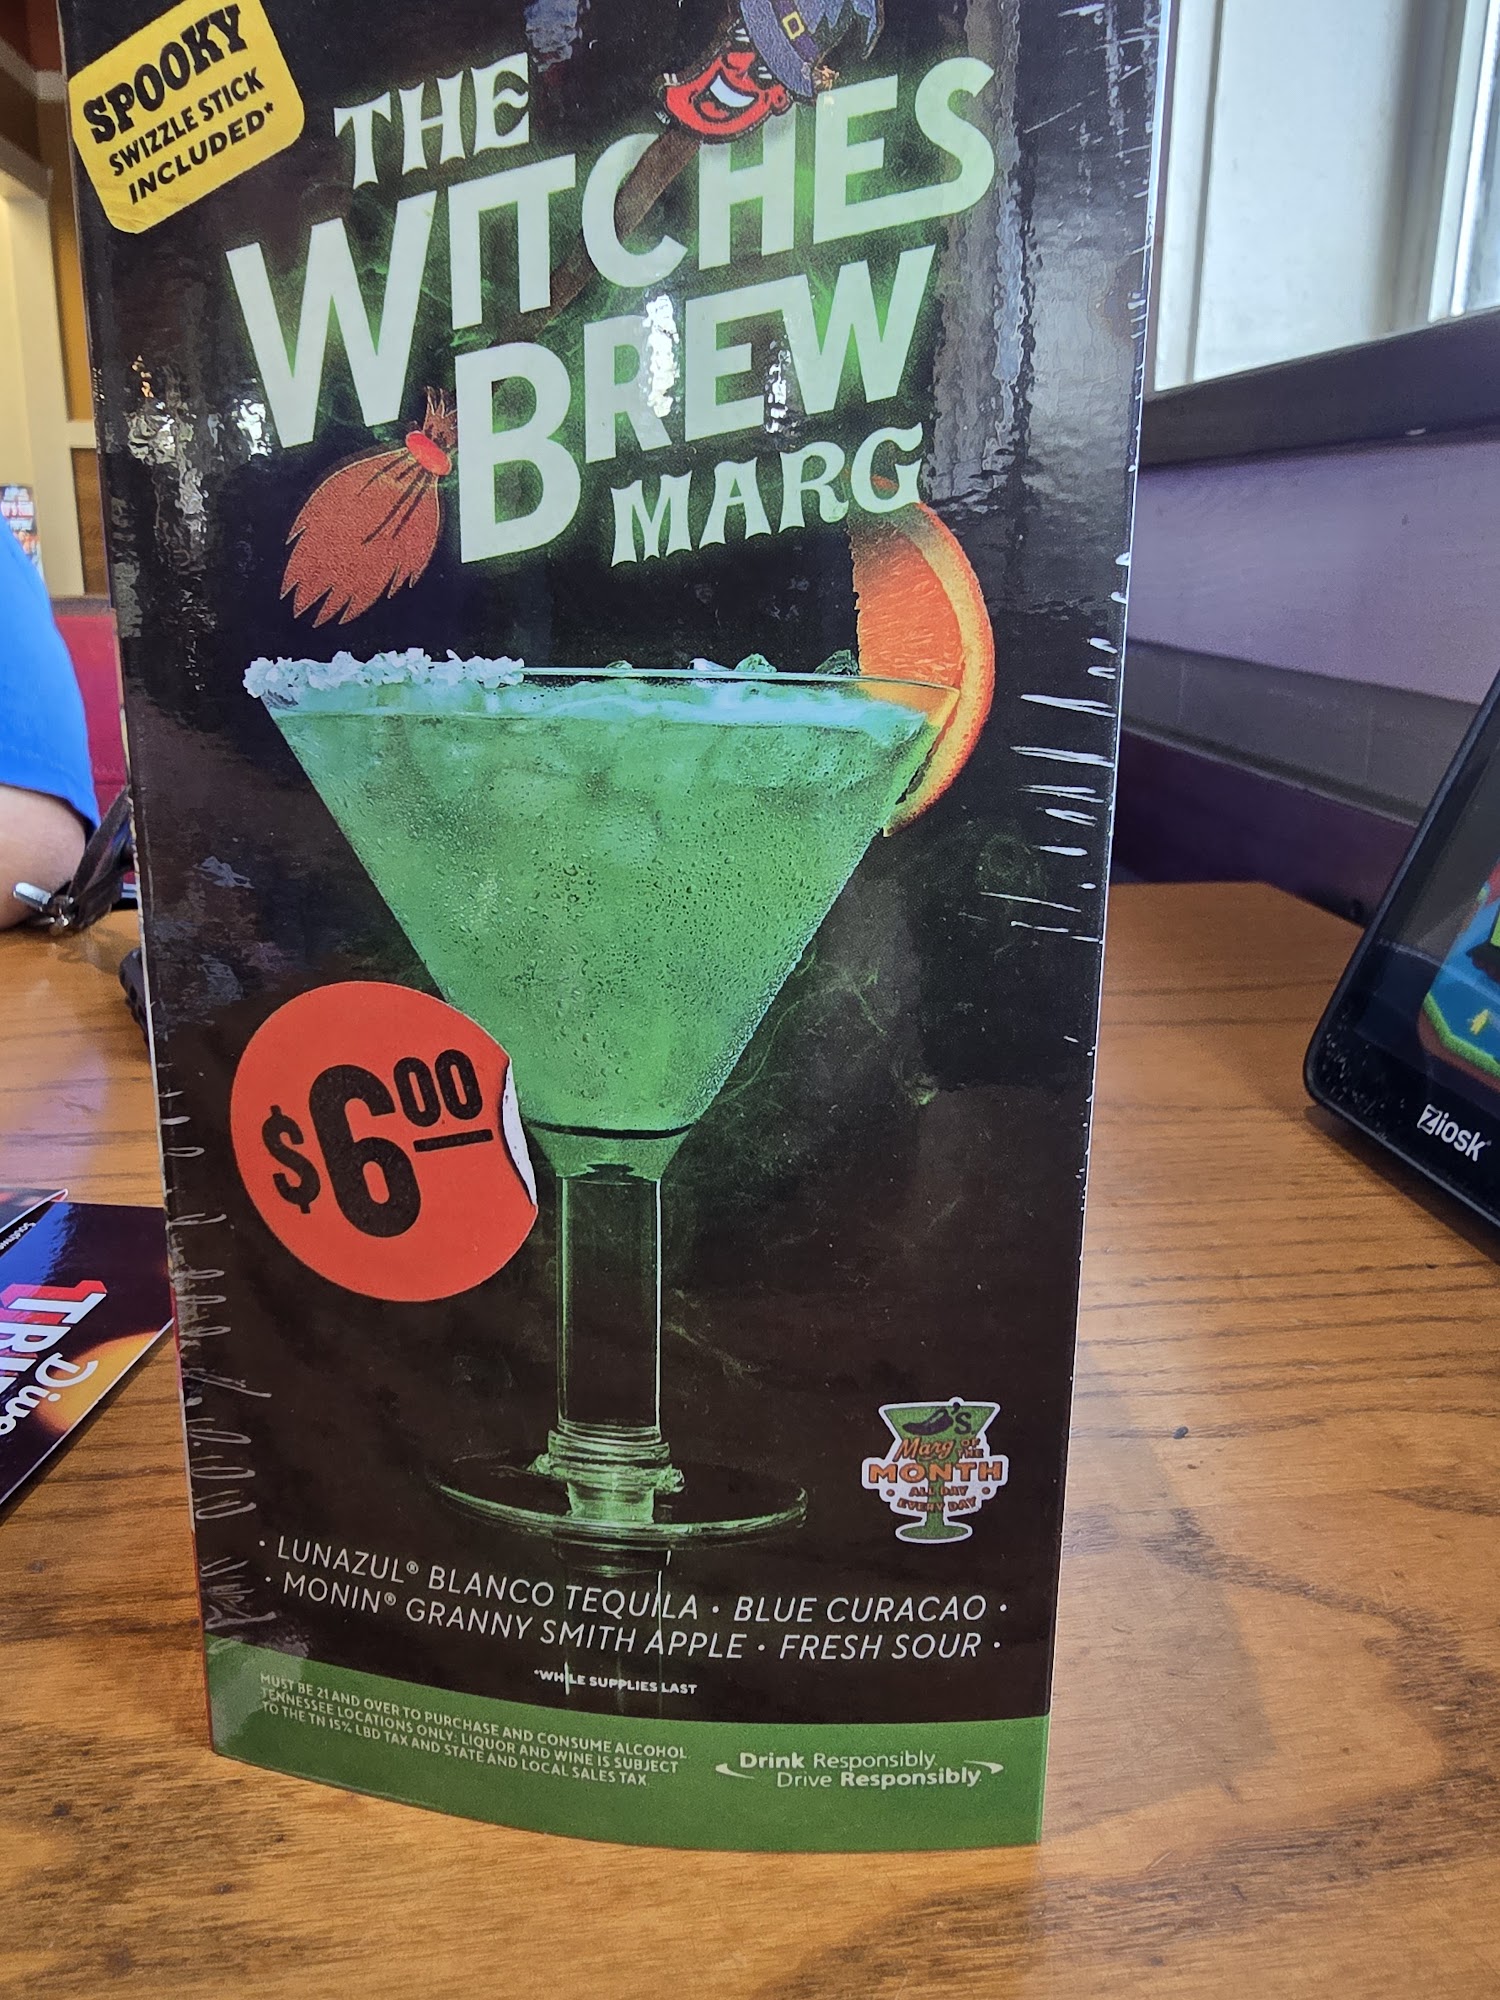 SPOOKY
SWIZZLE STICK
INCLUDED*
THE
WITCHES
BREW
MARG
$6.00
'S
Marg OF THE
MONTH
ALL DAY
EVERY DAY
• LUNAZUL® BLANCO TEQUILA • BLUE CURACAO •
• MONIN® GRANNY SMITH APPLE • FRESH SOUR •
*WHILE SUPPLIES LAST
MUST BE 21 AND OVER TO PURCHASE AND CONSUME ALCOHOL.
TENNESSEE LOCATIONS ONLY: LIQUOR AND WINE IS SUBJECT
TO THE TN 15% LBD TAX AND STATE AND LOCAL SALES TAX.
Drink Responsibly.
Drive Responsibly.
Ziosk